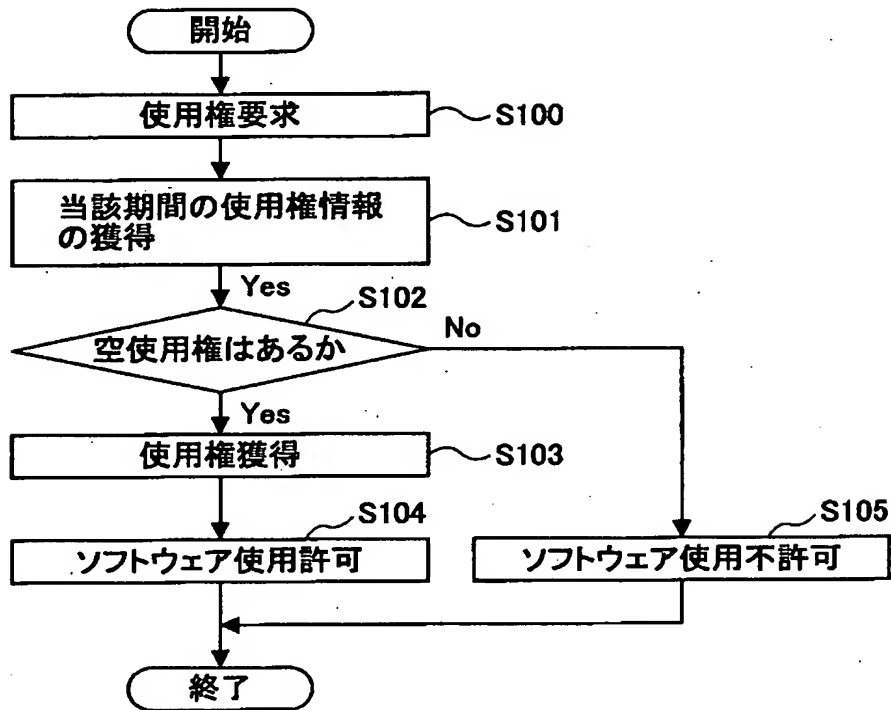 開始
使用権要求
S100
当該期間の使用権情報
の獲得
S101
Yes
S102
空使用権はあるか
No
Yes
使用権獲得
S103
S104
ソフトウェア使用許可
S105
ソフトウェア使用不許可
終了